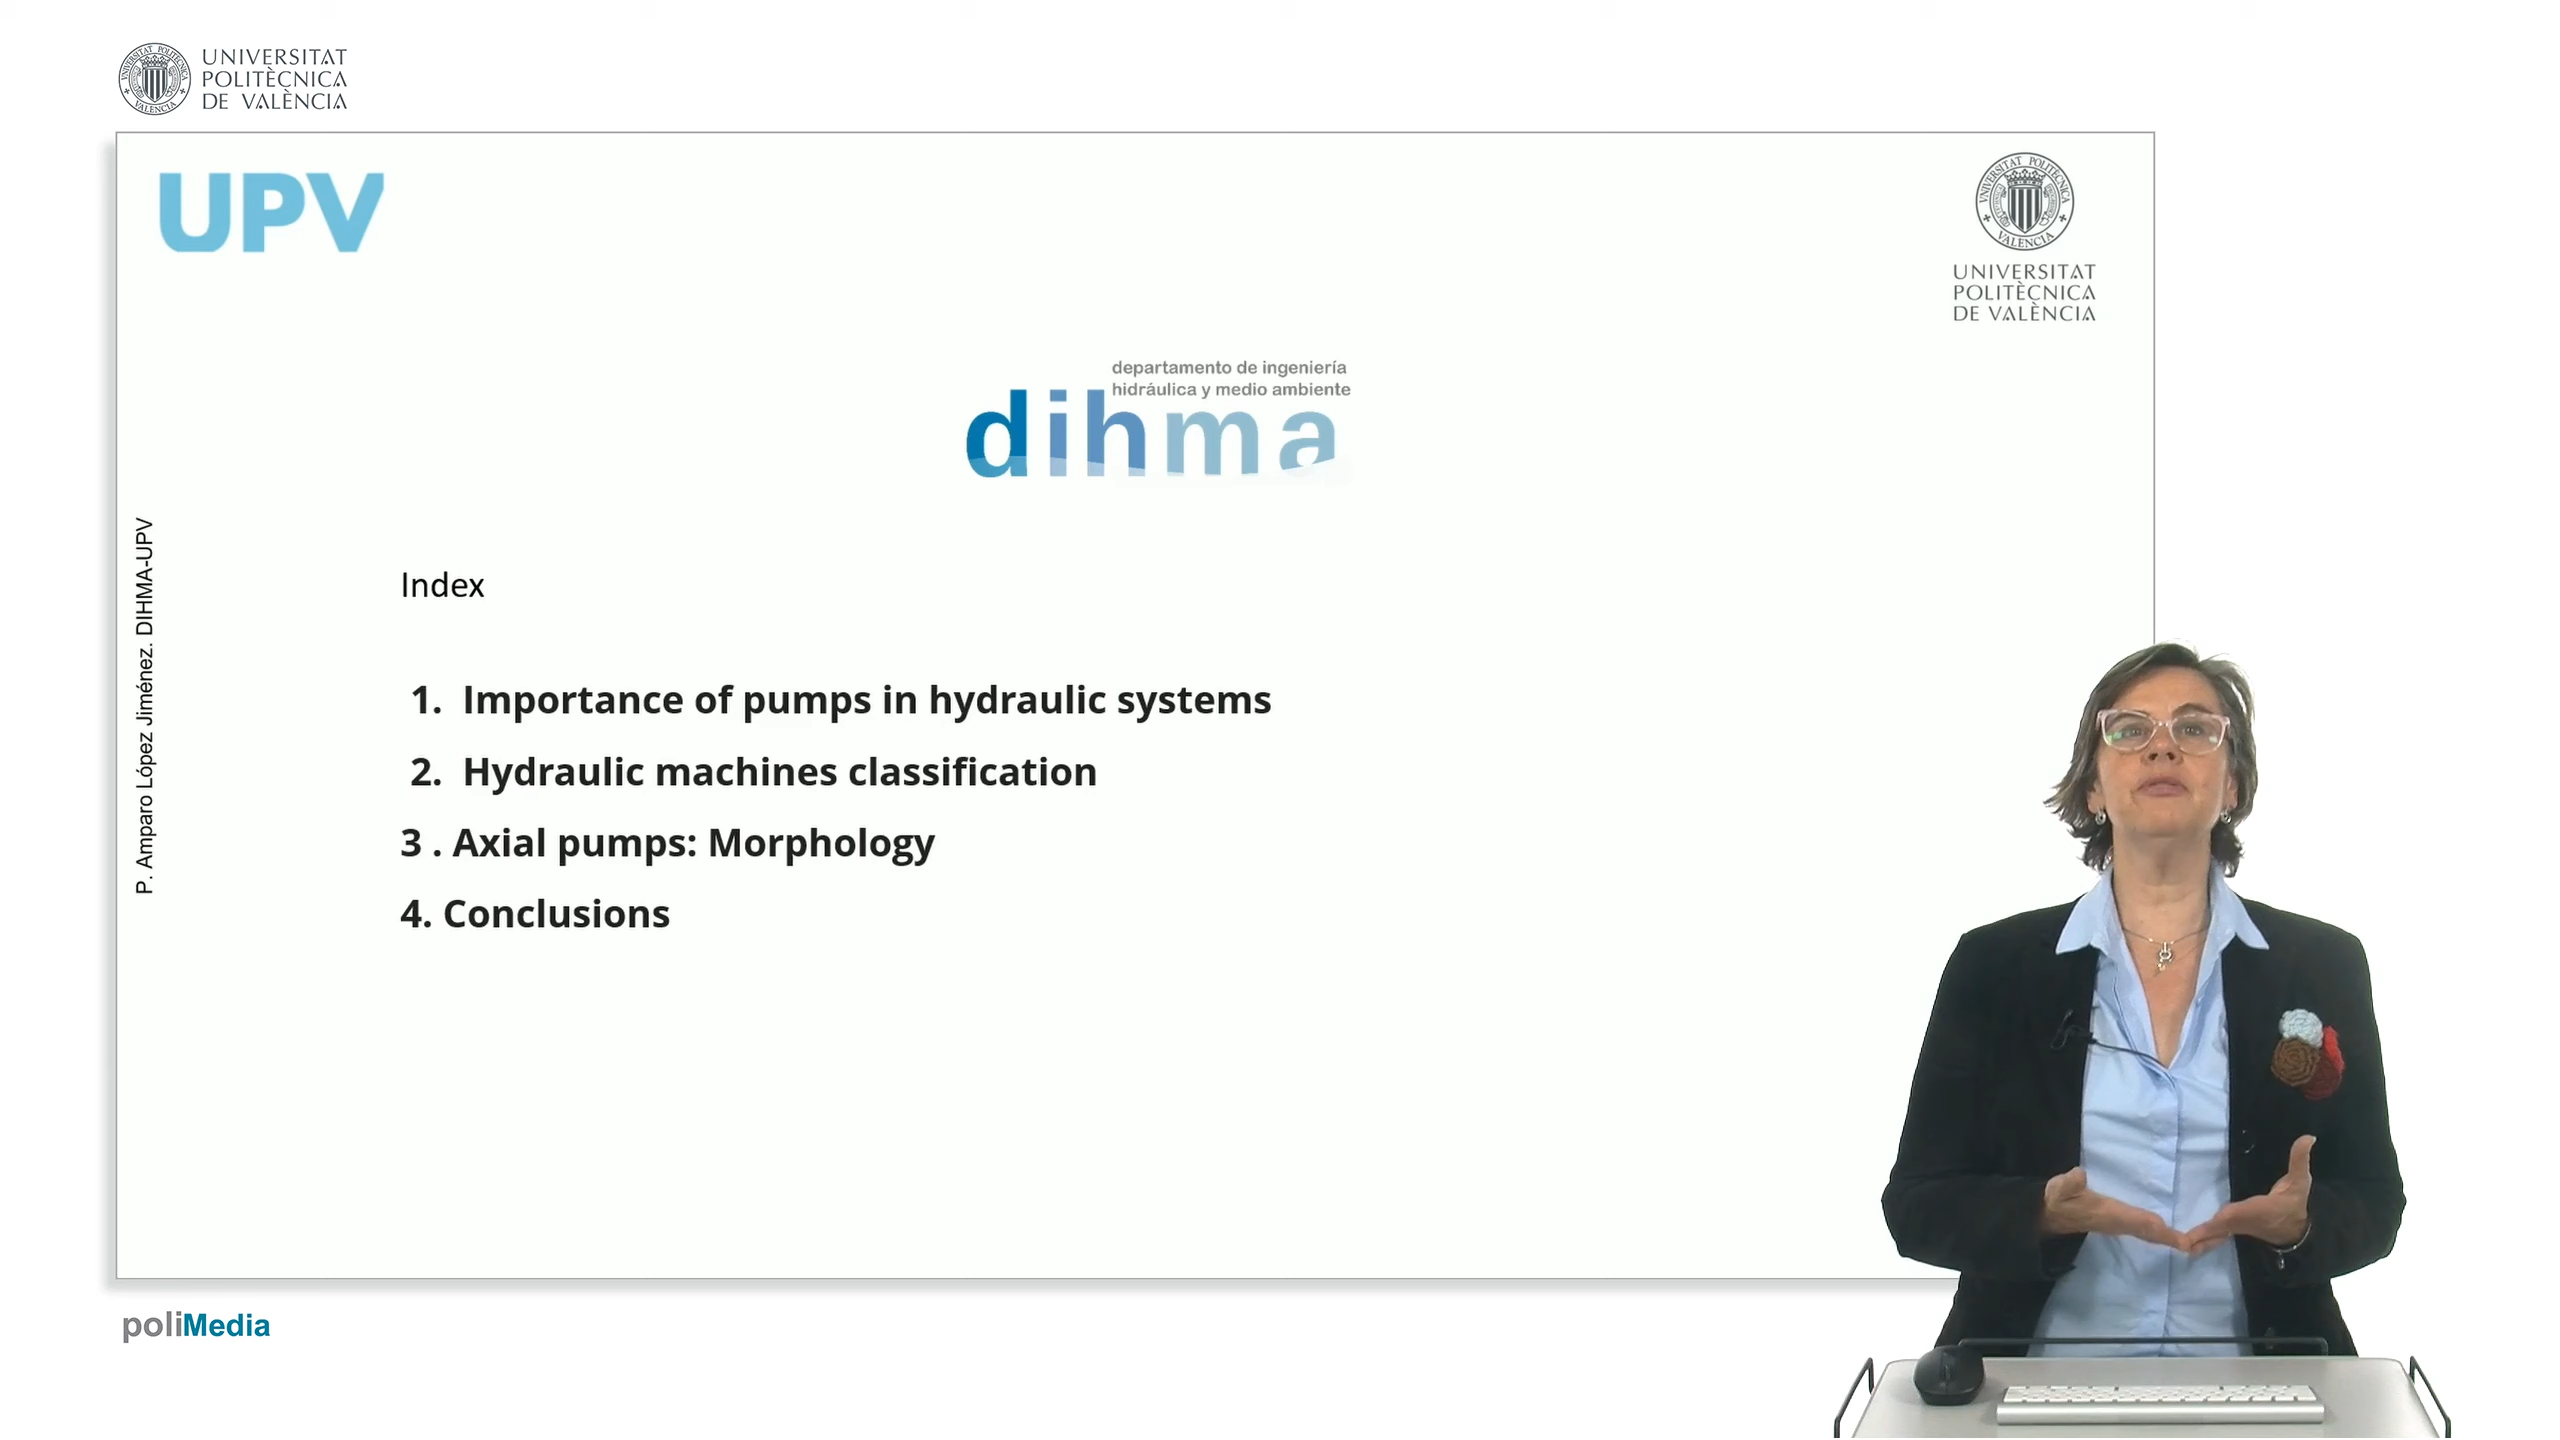 UNIVERSITAT
POLITÈCNICA
DE VALÈNCIA
UPV
UNIVERSITAT
POLITÈCNICA
DE VALÈNCIA
departamento de ingeniería
hidráulica y medio ambiente
dihma
P. Amparo López Jiménez. DIHMA-UPV
Index
1. Importance of pumps in hydraulic systems
2. Hydraulic machines classification
3 . Axial pumps: Morphology
4. Conclusions
poliMedia